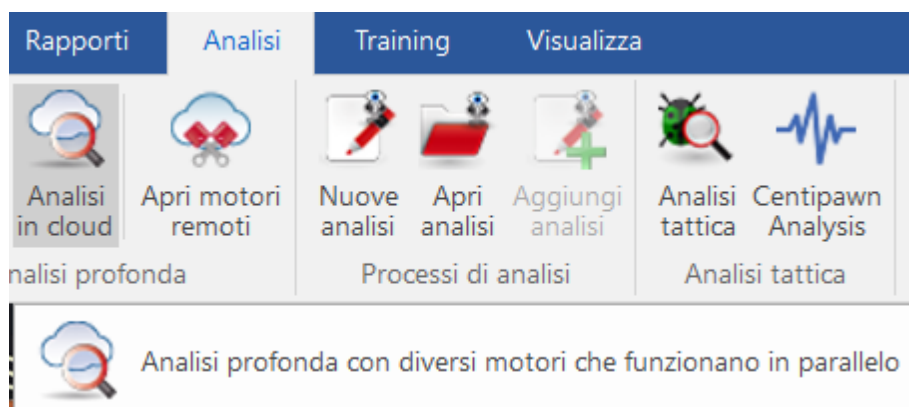 Rapporti Analisi Training Visualizza
Analisi in cloud
Apri motori remoti
Nuove analisi
Apri analisi
Aggiungi analisi
Analisi tattica
Centipawn Analysis
nalisi profonda Processi di analisi Analisi tattica
Analisi profonda con diversi motori che funzionano in parallelo